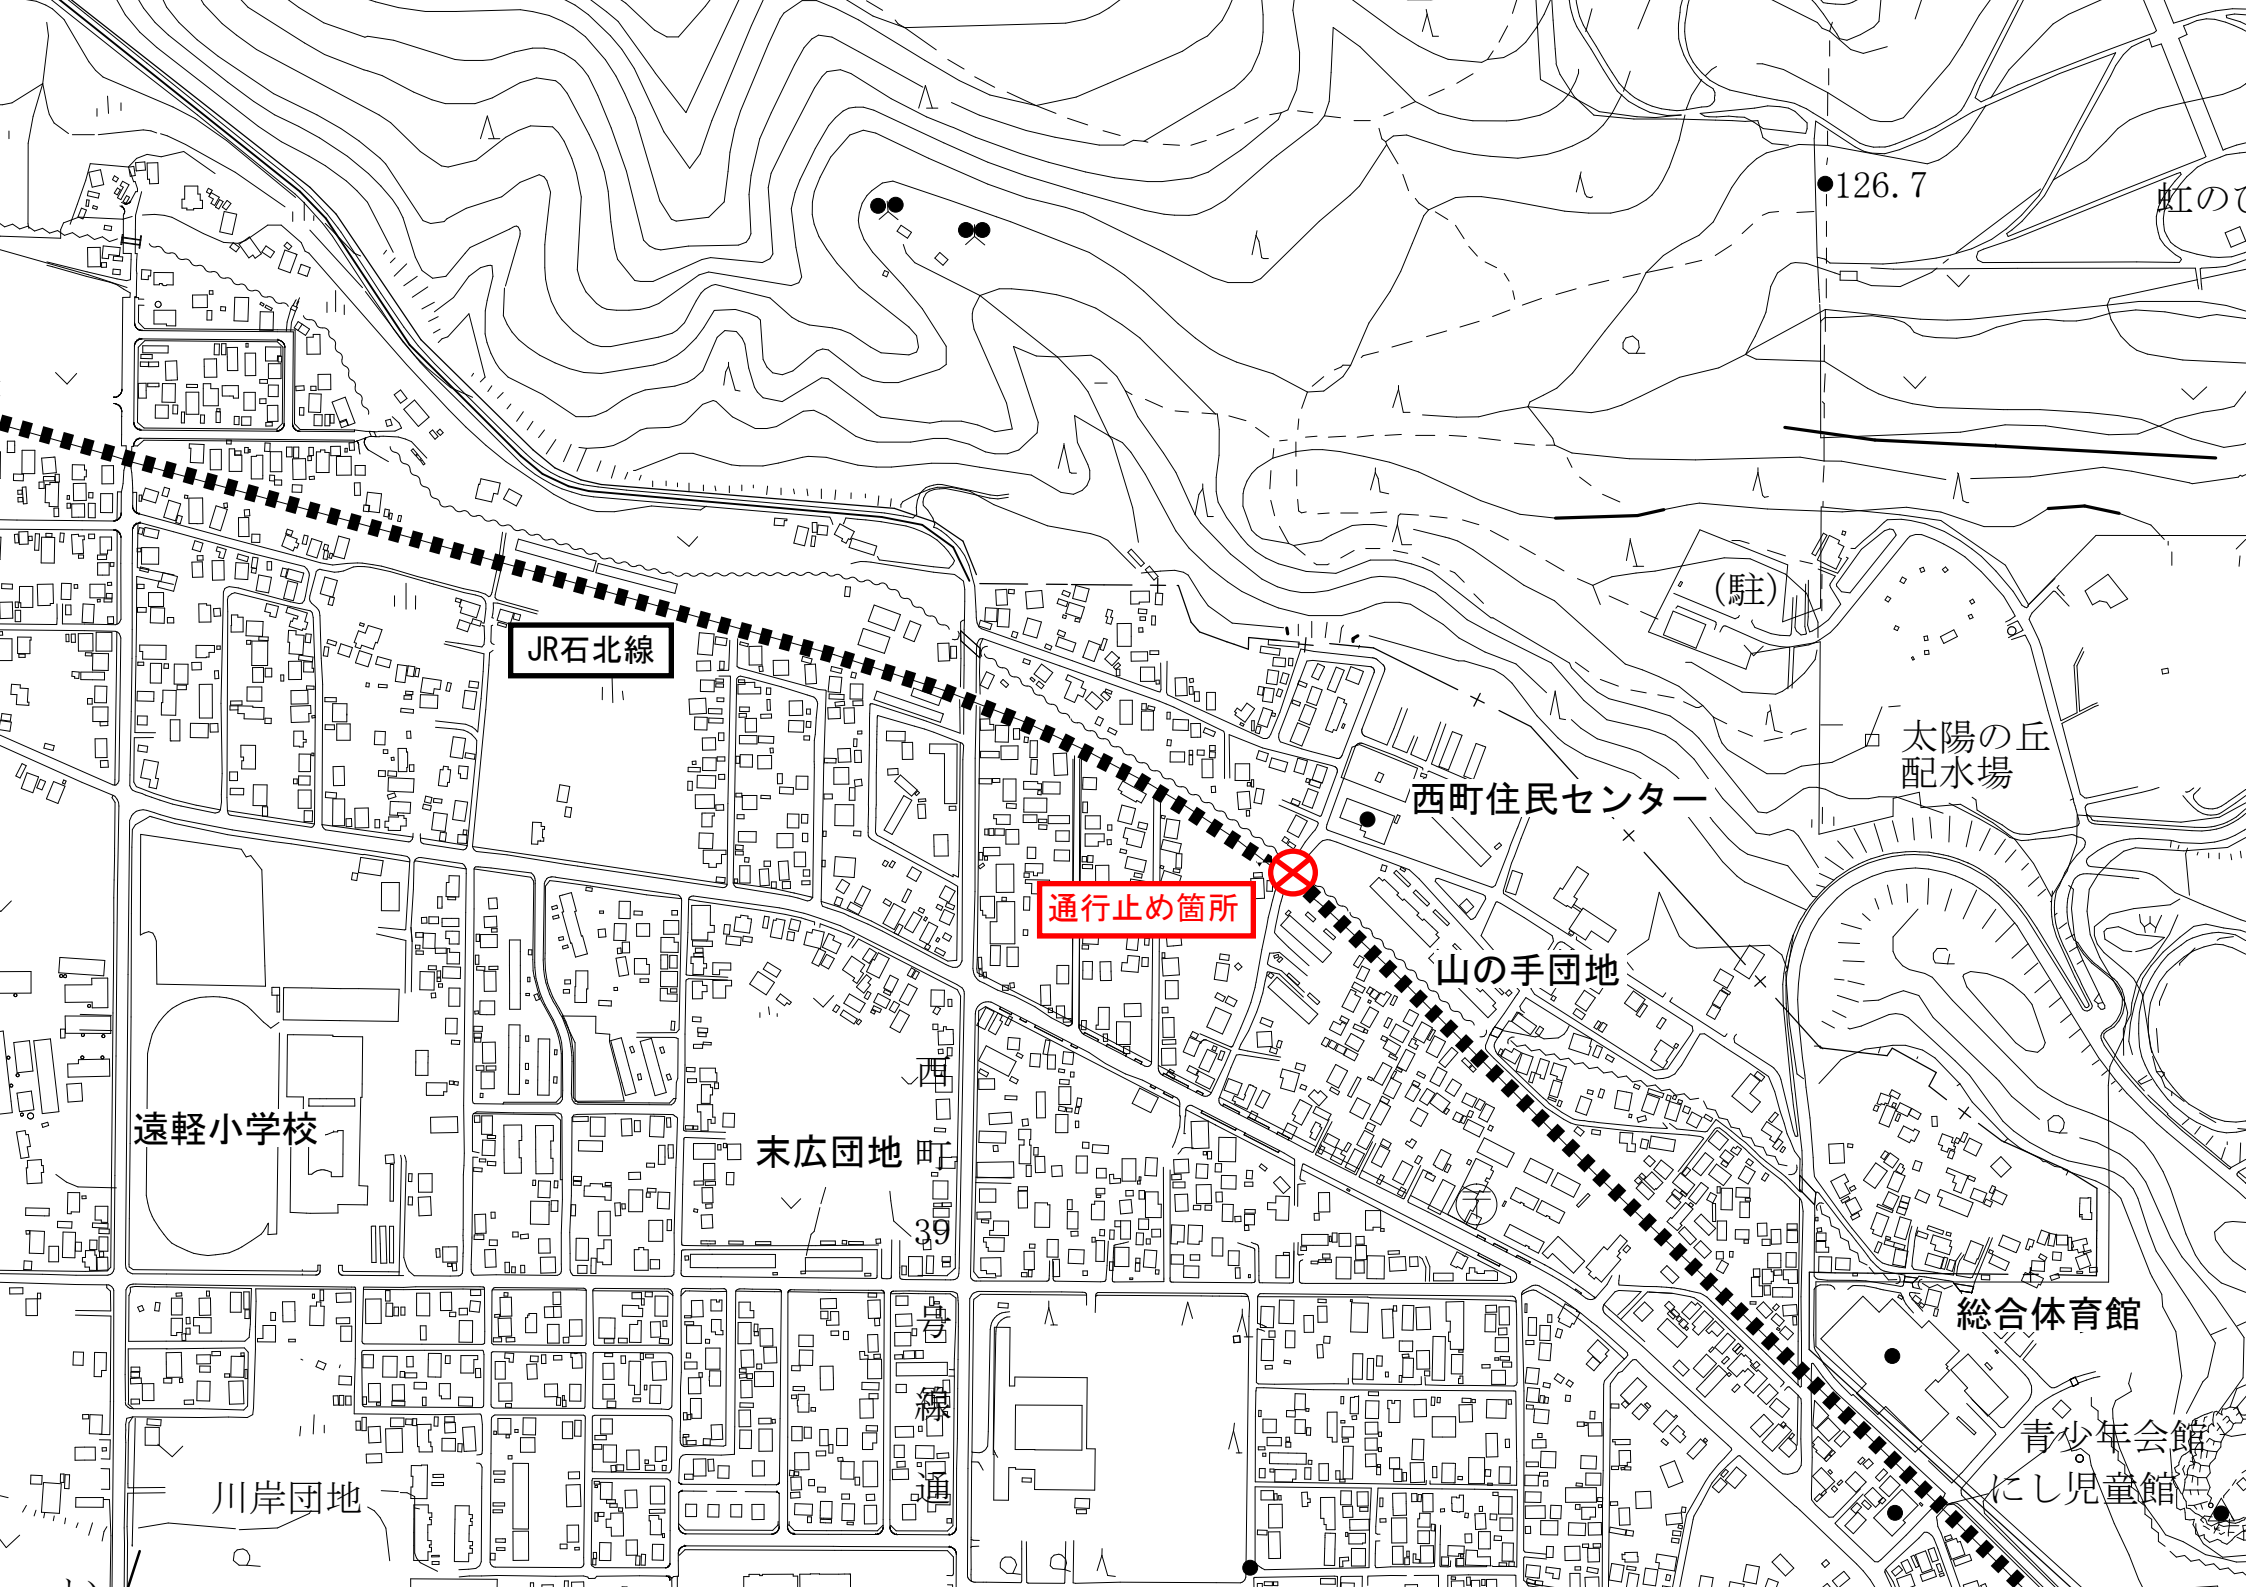 126.7
虹のひ
(駐)
JR石北線
太陽の丘
配水場
西町住民センター
通行止め箇所
山の手団地
西町
遠軽小学校
末広団地
39号線通
総合体育館
青少年会館
にし児童館
川岸団地